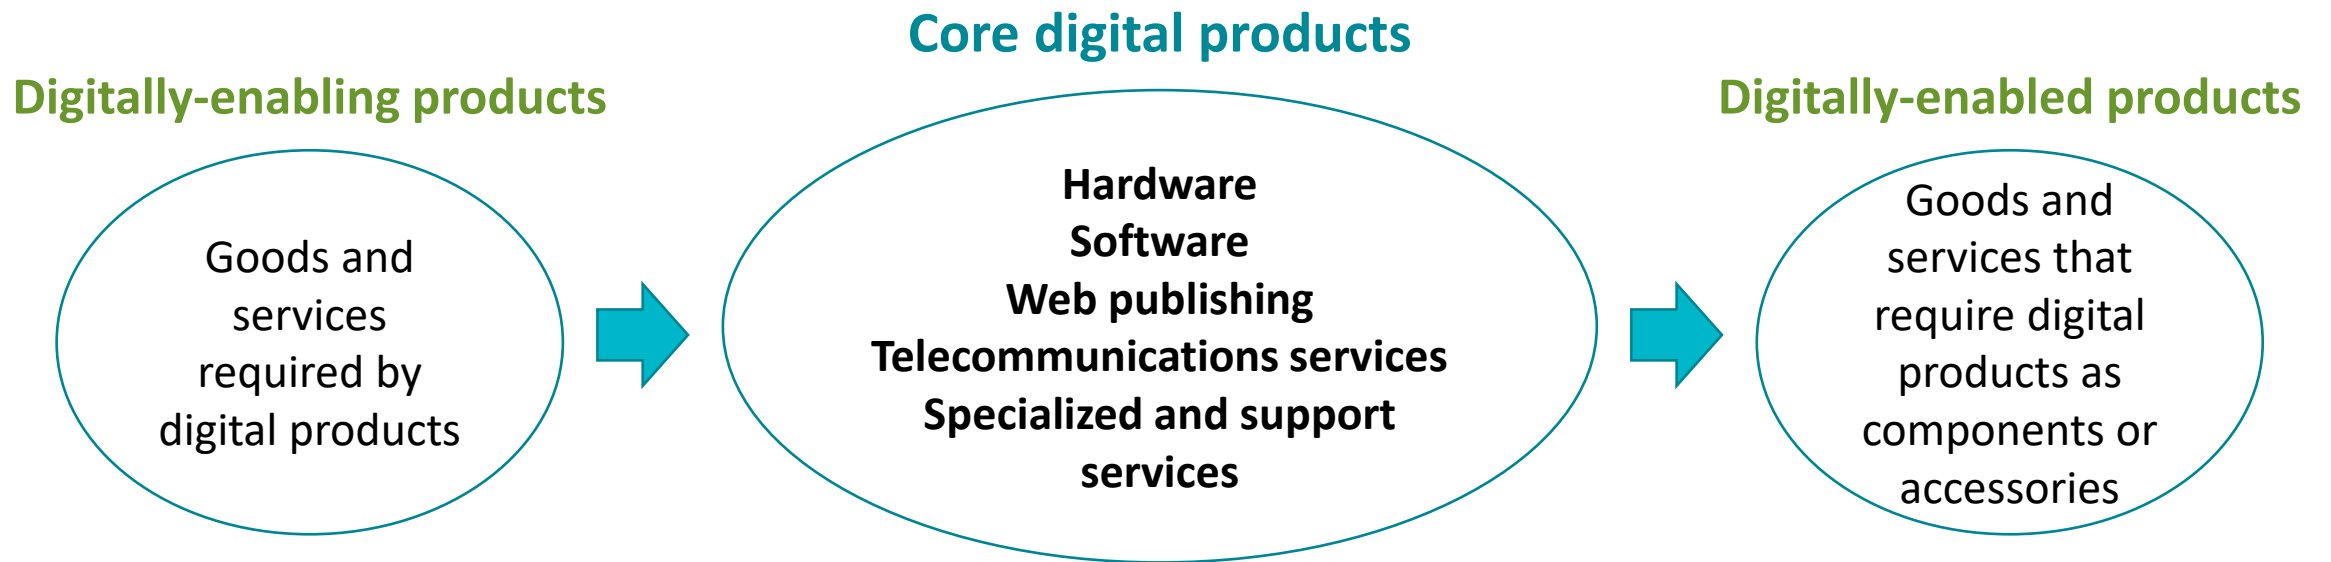 Core digital products
Digitally-enabling products
Digitally-enabled products
Goods and
services
required by
digital products
Hardware
Software
Web publishing
Telecommunications services
Specialized and support
services
Goods and
services that
require digital
products as
components or
accessories